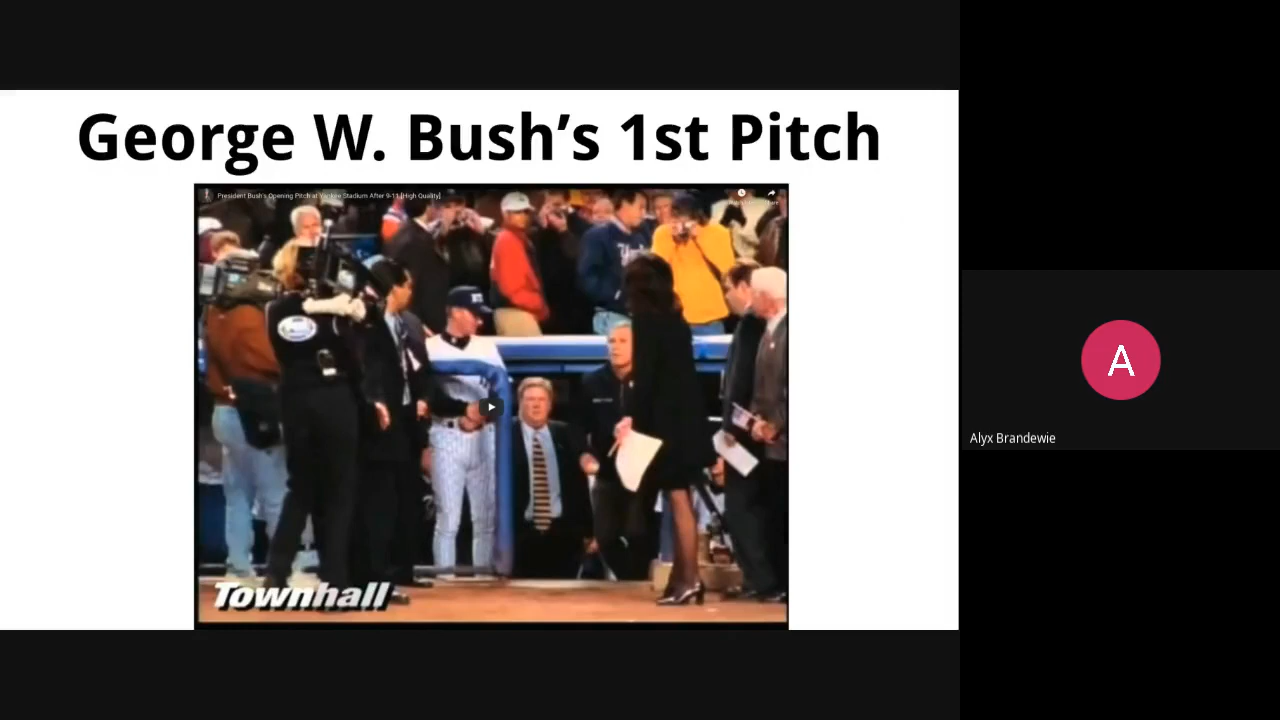 George W. Bush's 1st Pitch
President Bush's Opening Pitch at Yankee Stadium After 9-11 [High Quality]
Townhall
A
Alyx Brandewie